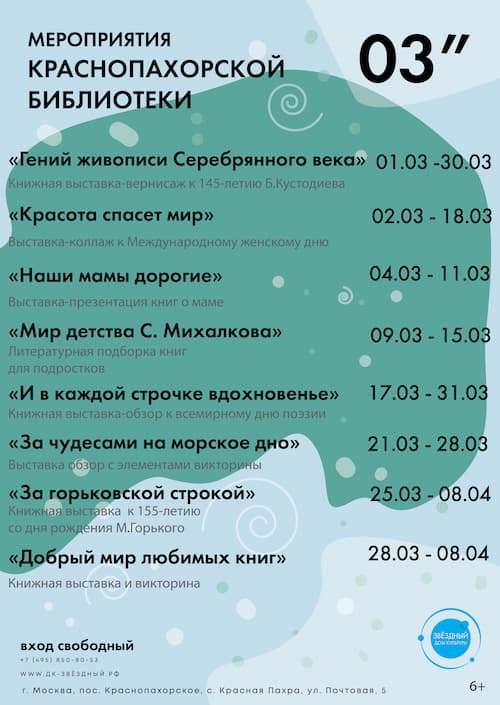 МЕРОПРИЯТИЯ
КРАСНОПАХОРСКОЙ
БИБЛИОТЕКИ
03”
«Гений живописи Серебрянного века» 01.03 -30.03
Книжная выставка-вернисаж к 145-летию Б.Кустодиева
«Красота спасет мир» 02.03 - 18.03
Выставка-коллаж к Международному женскому дню
«Наши мамы дорогие» 04.03 - 11.03
Выставка-презентация книг о маме
«Мир детства С. Михалкова» 09.03 - 15.03
Литературная подборка книг
для подростков
«И в каждой строчке вдохновенье» 17.03 - 31.03
Книжная выставка-обзор к всемирному дню поэзии
«За чудесами на морское дно» 21.03 - 28.03
Выставка обзор с элементами викторины
«За горьковской строкой» 25.03 - 08.04
Книжная выставка к 155-летию
со дня рождения М.Горького
«Добрый мир любимых книг» 28.03 - 08.04
Книжная выставка и викторина
ЗВЁЗДНЫЙ
ДОМ КУЛЬТУРЫ
вход свободный
+7 (495) 850-80-52
WWW.ДК-ЗВЁЗДНЫЙ.РФ
г. Москва, пос. Краснопахорское, с. Красная Пахра, ул. Почтовая, 5
6+